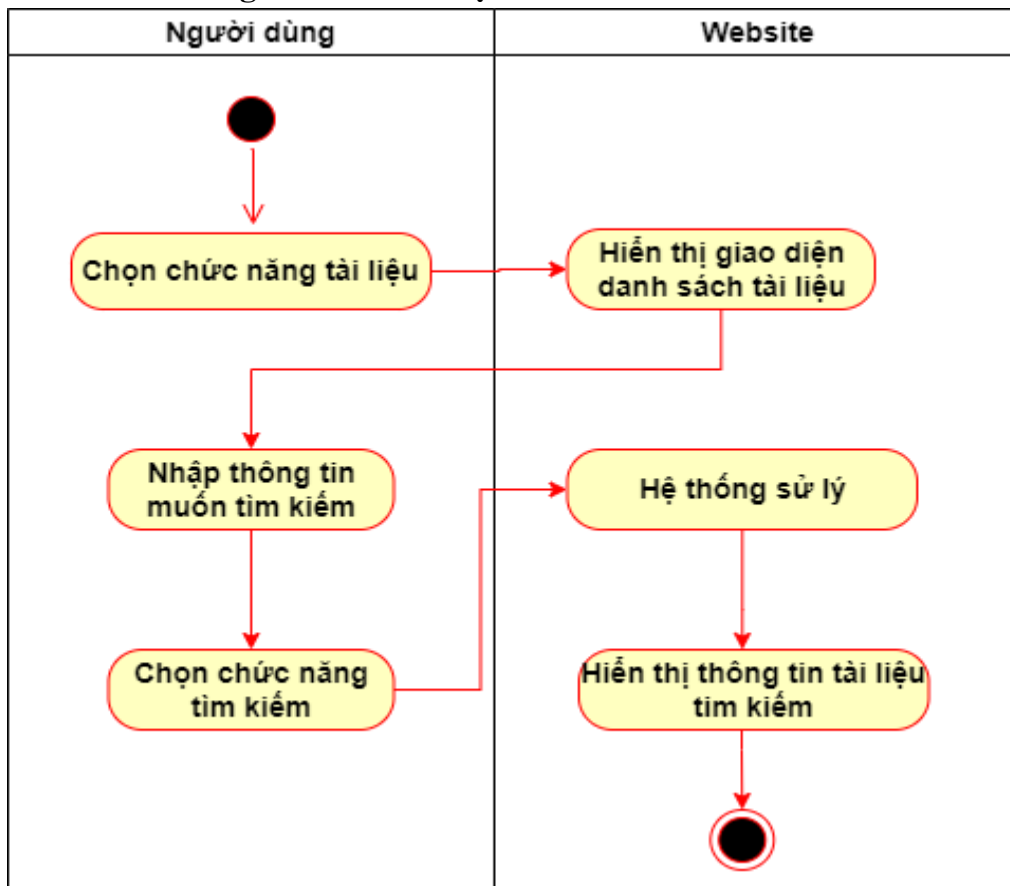 Người dùng
Website
Chọn chức năng tài liệu
Hiển thị giao diện
danh sách tài liệu
Nhập thông tin
muốn tìm kiếm
Hệ thống sử lý
Chọn chức năng
tìm kiếm
Hiển thị thông tin tài liệu
tim kiếm